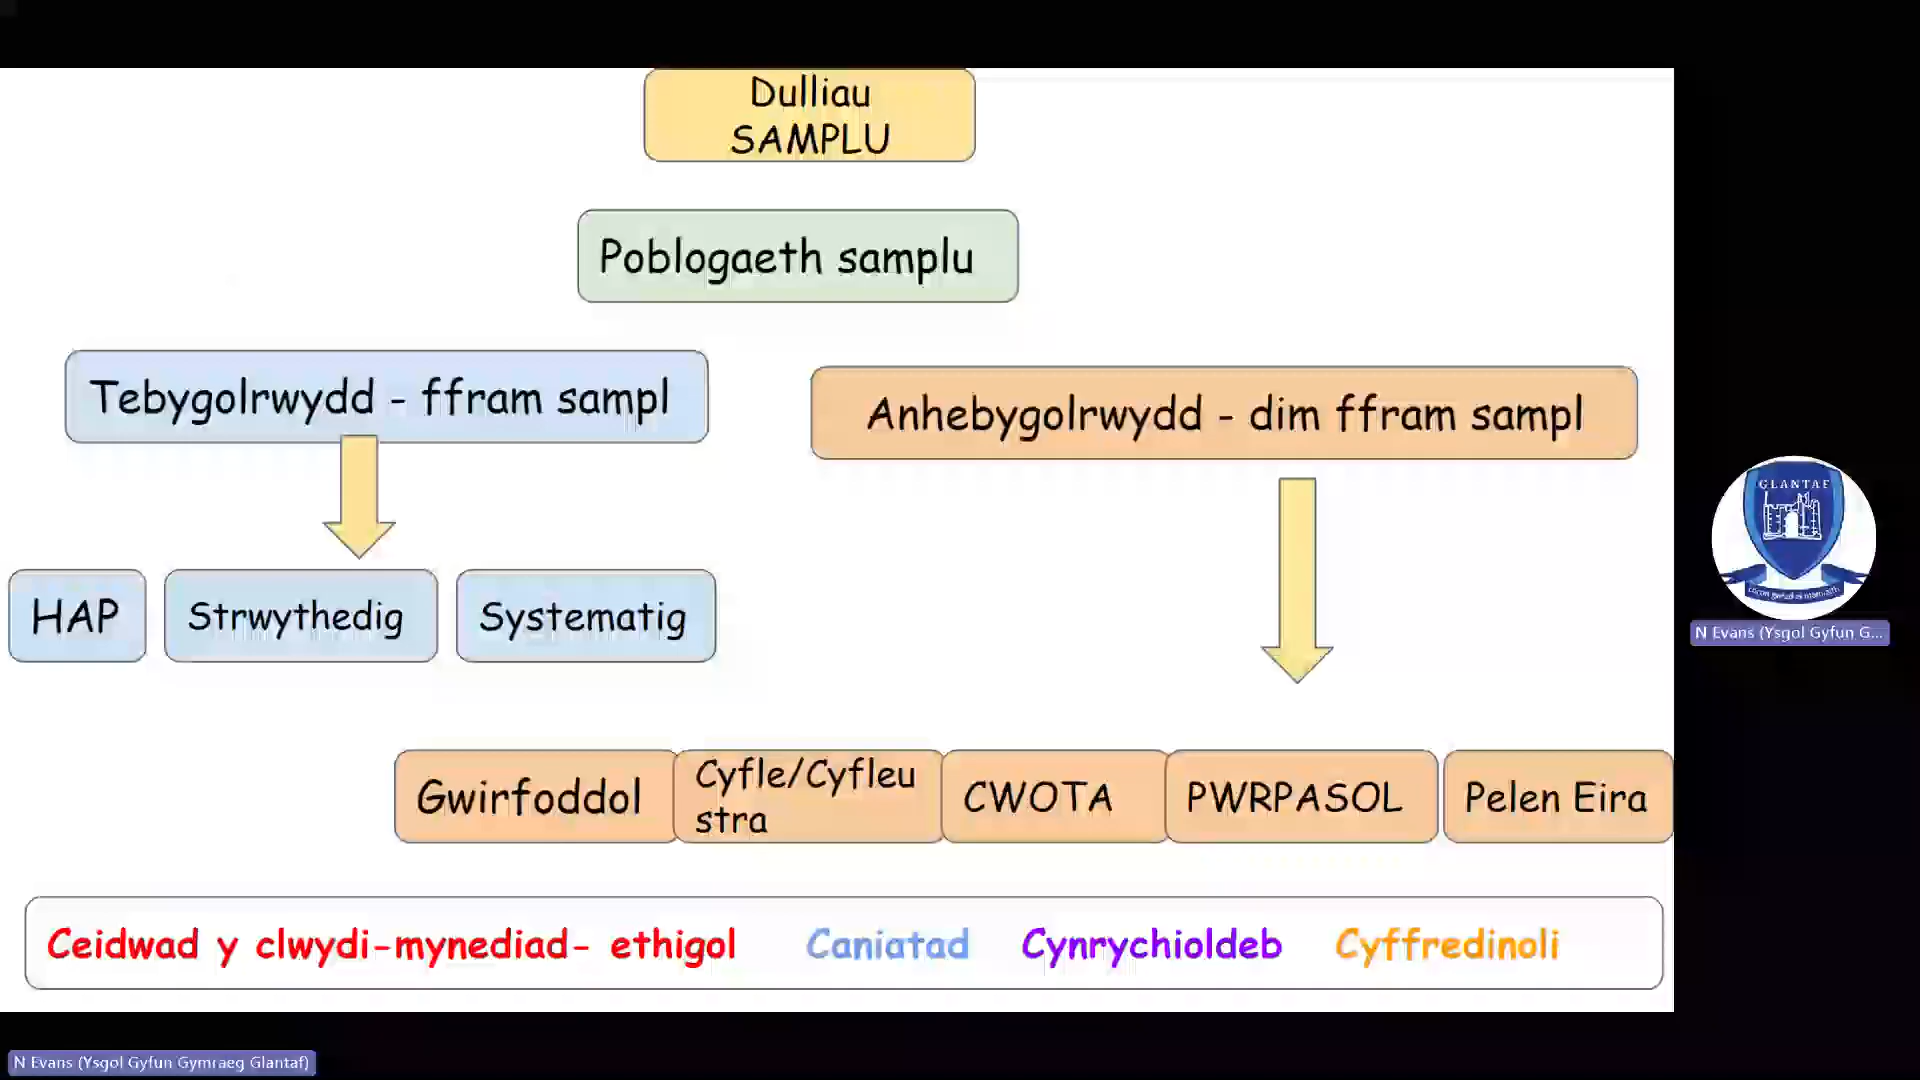 Dulliau
SAMPLU
Poblogaeth samplu
Tebygolrwydd - ffram sampl
Anhebygolrwydd - dim ffram sampl
HAP
Strwythedig
Systematig
Gwirfoddol
Cyfle/Cyfleu
stra
CWOTA
PWRPASOL
Pelen Eira
Ceidwad y clwydi-mynediad- ethigol
Caniatad
Cynrychioldeb
Cyffredinoli
GLANTAF
N Evans (Ysgol Gyfun G...
N Evans (Ysgol Gyfun Gymraeg Glantaf)